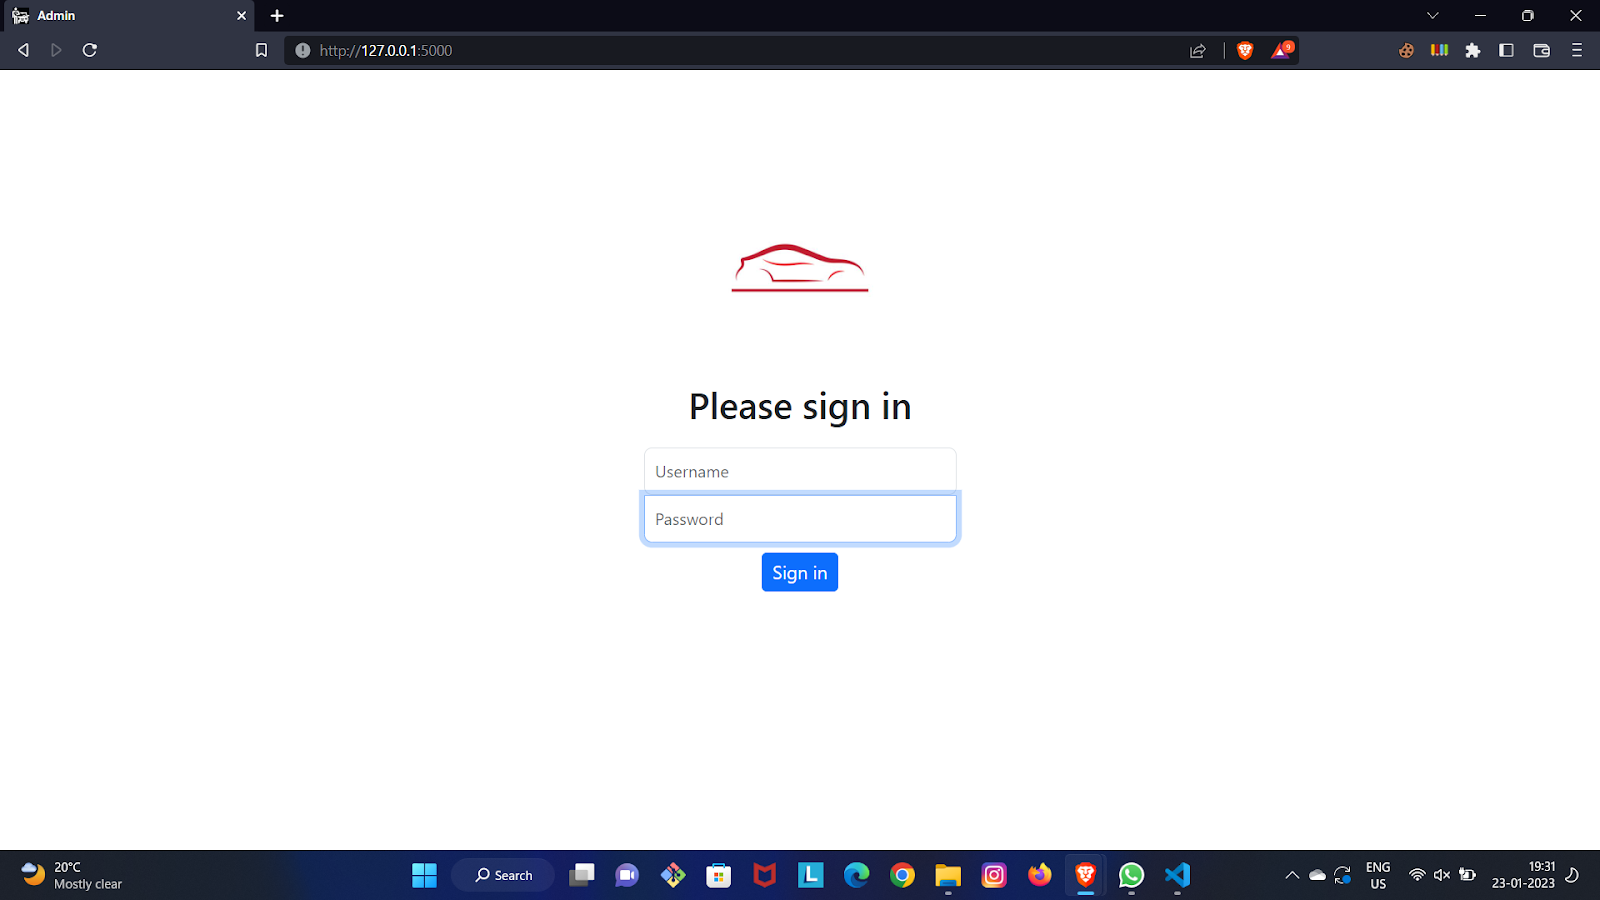 Admin
http://127.0.0.1:5000
9
Please sign in
Username
Password
Sign in
20°C
Mostly clear
Search
L
ENG
US
19:31
23-01-2023